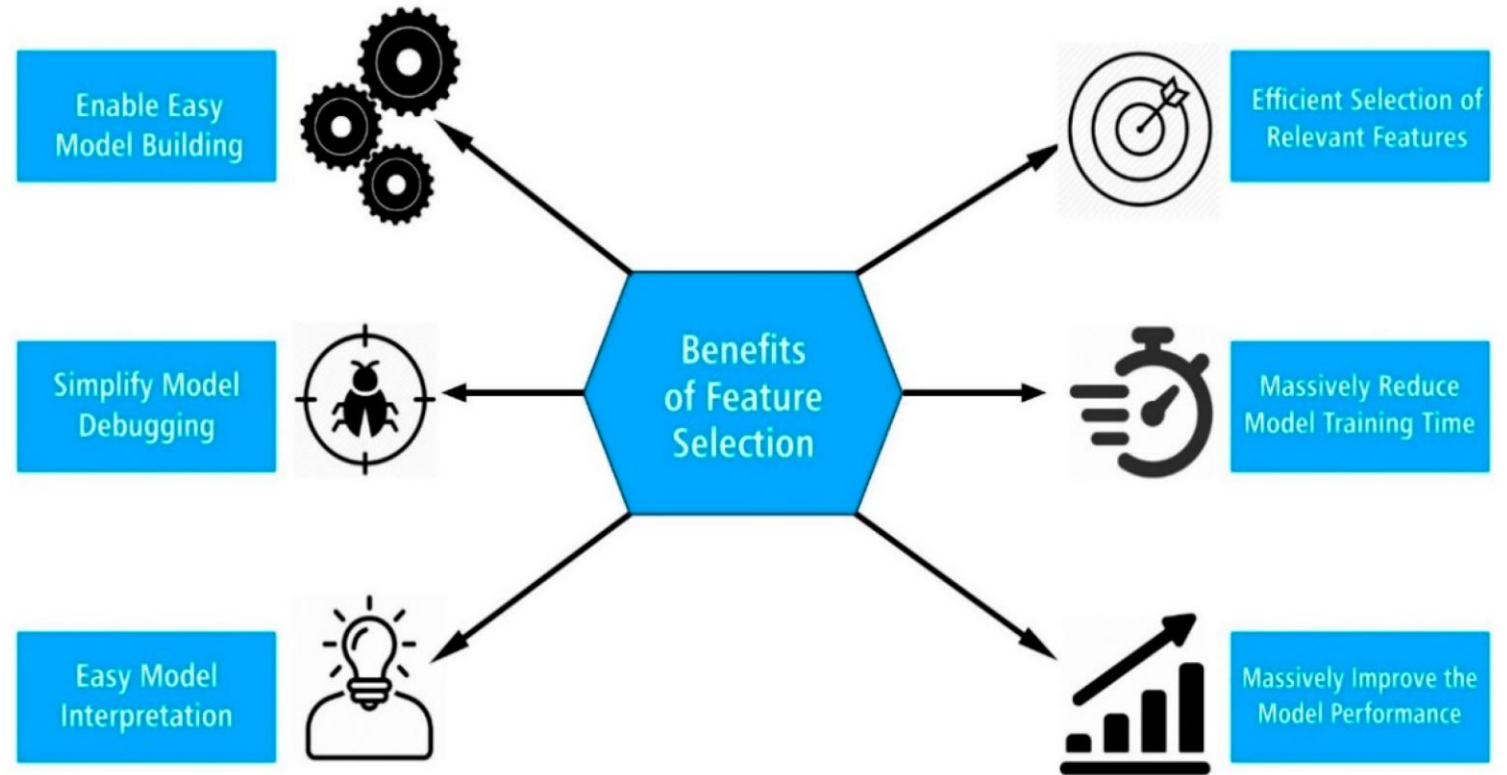 Enable Easy
Model Building
Efficient Selection of
Relevant Features
Benefits
of Feature
Selection
Simplify Model
Debugging
Massively Reduce
Model Training Time
Easy Model
Interpretation
Massively Improve the
Model Performance